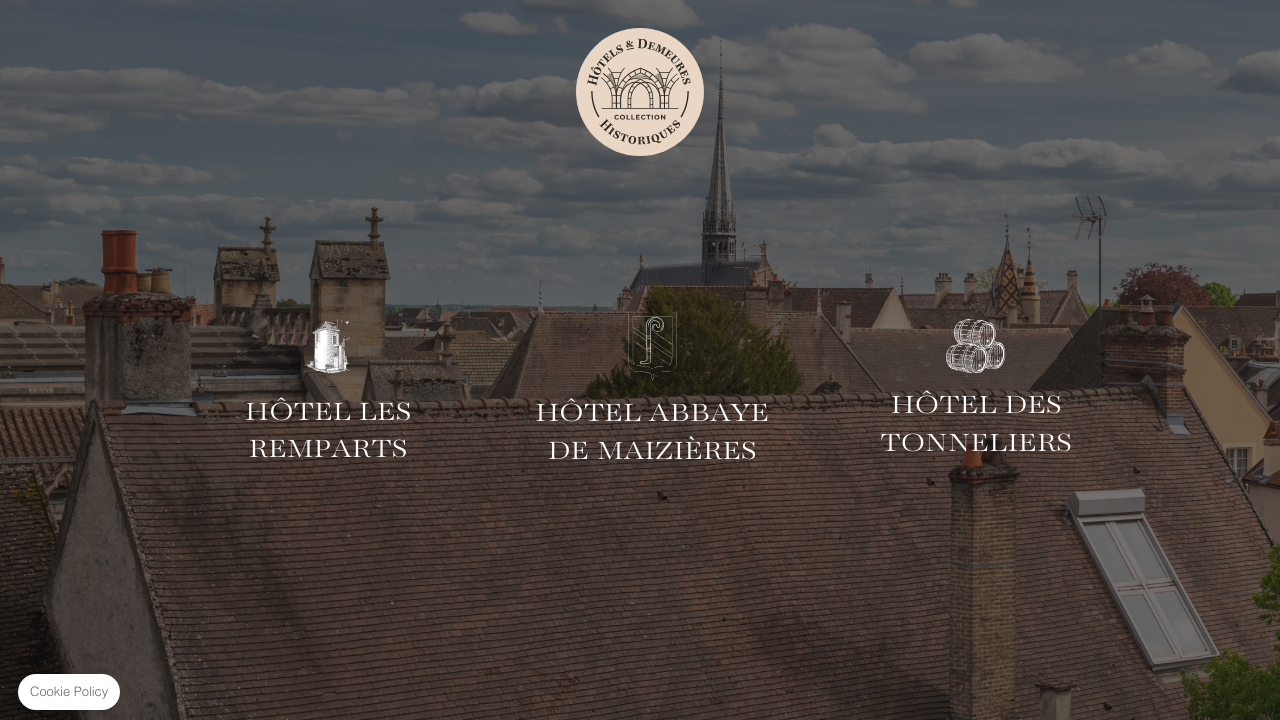 HÔTELS & DEMEURES
COLLECTION
HISTORIQUES
HÔTEL LES
REMPARTS
HÔTEL ABBAYE
DE MAIZIÈRES
HÔTEL DES
TONNELIERS
Cookie Policy